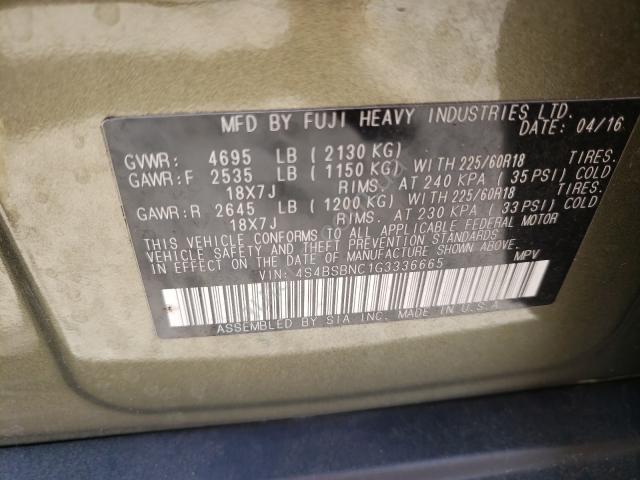 MFD BY FUJI HEAVY INDUSTRIES LTD.
DATE: 04/16
GVWR: 4695 LB ( 2130 KG)
GAWR:F 2535 LB ( 1150 KG) WITH 225/60R18 TIRES.
18X7J RIMS. AT 240 KPA ( 35 PSI) COLD
GAWR:R 2645 LB ( 1200 KG) WITH 225/60R18 TIRES.
18X7J RIMS. AT 230 KPA ( 33 PSI) COLD
THIS VEHICLE CONFORMS TO ALL APPLICABLE FEDERAL MOTOR
VEHICLE SAFETY AND THEFT PREVENTION STANDARDS
IN EFFECT ON THE DATE OF MANUFACTURE SHOWN ABOVE.
VIN: 4S4BSBNC1G3336665 MPV
ASSEMBLED BY SIA INC. MADE IN U.S.A